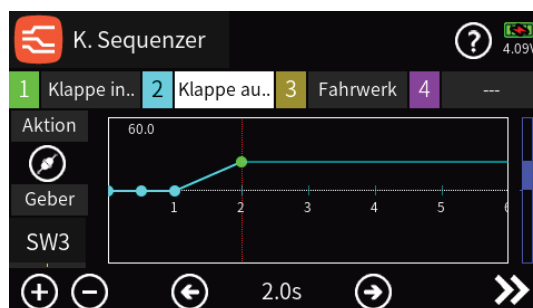 K. Sequenzer
?
4.09V
1 Klappe in.. 2 Klappe au.. 3 Fahrwerk 4 ---
Aktion
60.0
Geber
1 2 3 4 5
SW3
2.0s